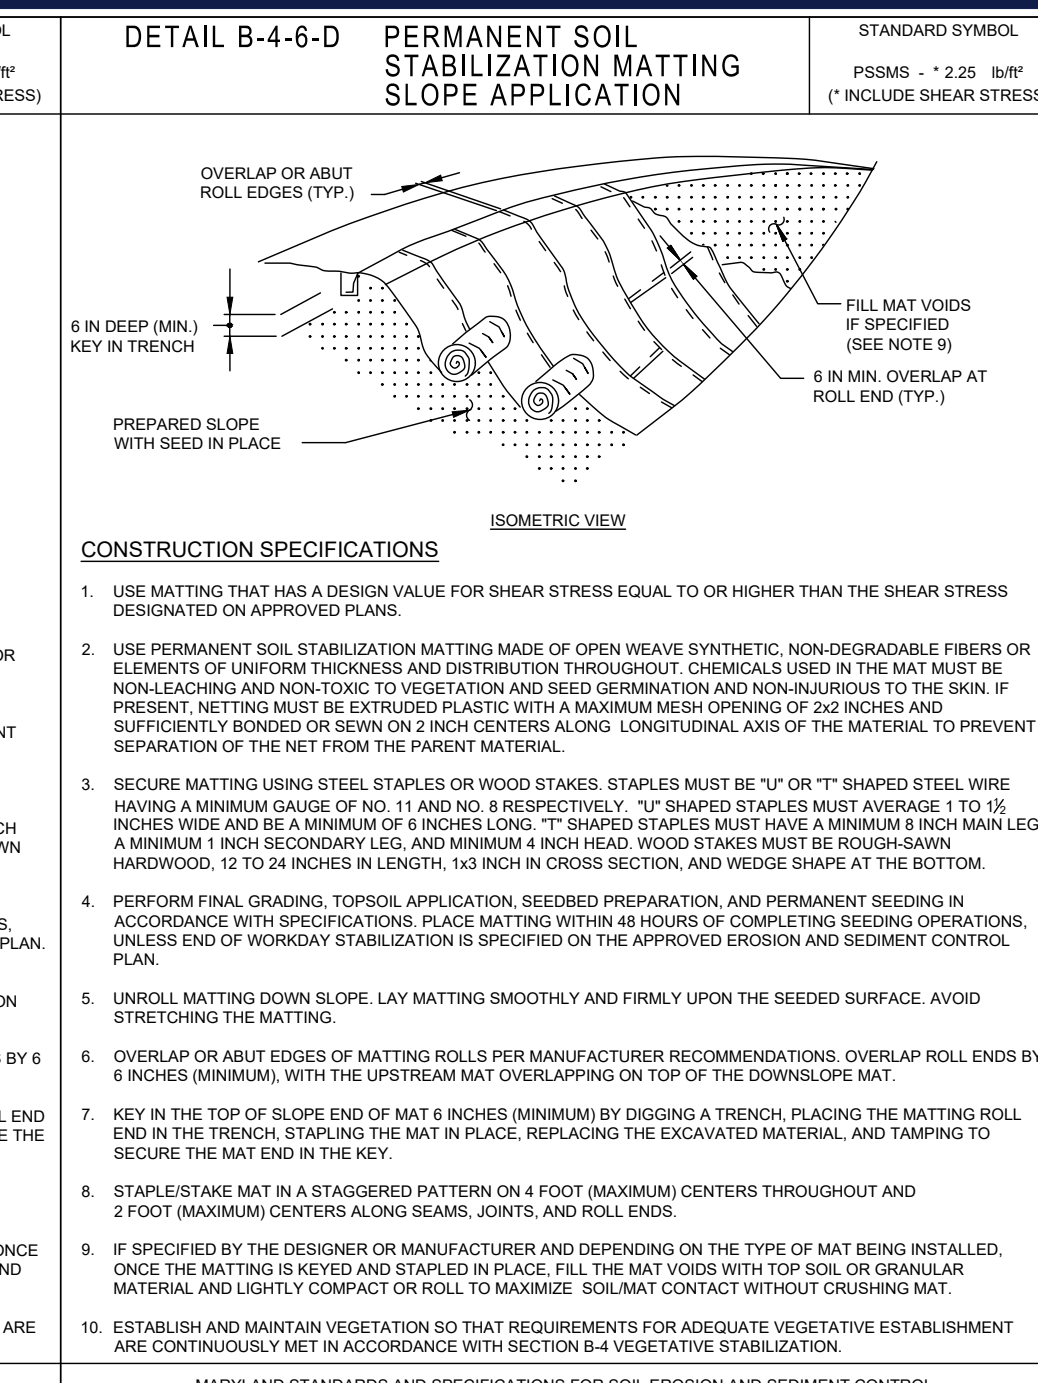 DETAIL B-4-6-D PERMANENT SOIL
STABILIZATION MATTING
SLOPE APPLICATION
STANDARD SYMBOL
PSSMS - * 2.25 lb/ft²
(* INCLUDE SHEAR STRESS
/ft²
RESS)
OVERLAP OR ABUT
ROLL EDGES (TYP.)
6 IN DEEP (MIN.)
KEY IN TRENCH
PREPARED SLOPE
WITH SEED IN PLACE
FILL MAT VOIDS
IF SPECIFIED
(SEE NOTE 9)
6 IN MIN. OVERLAP AT
ROLL END (TYP.)
ISOMETRIC VIEW
CONSTRUCTION SPECIFICATIONS
1. USE MATTING THAT HAS A DESIGN VALUE FOR SHEAR STRESS EQUAL TO OR HIGHER THAN THE SHEAR STRESS
DESIGNATED ON APPROVED PLANS.
2. USE PERMANENT SOIL STABILIZATION MATTING MADE OF OPEN WEAVE SYNTHETIC, NON-DEGRADABLE FIBERS OR
ELEMENTS OF UNIFORM THICKNESS AND DISTRIBUTION THROUGHOUT. CHEMICALS USED IN THE MAT MUST BE
NON-LEACHING AND NON-TOXIC TO VEGETATION AND SEED GERMINATION AND NON-INJURIOUS TO THE SKIN. IF
PRESENT, NETTING MUST BE EXTRUDED PLASTIC WITH A MAXIMUM MESH OPENING OF 2x2 INCHES AND
SUFFICIENTLY BONDED OR SEWN ON 2 INCH CENTERS ALONG LONGITUDINAL AXIS OF THE MATERIAL TO PREVENT
SEPARATION OF THE NET FROM THE PARENT MATERIAL.
3. SECURE MATTING USING STEEL STAPLES OR WOOD STAKES. STAPLES MUST BE "U" OR "T" SHAPED STEEL WIRE
HAVING A MINIMUM GAUGE OF NO. 11 AND NO. 8 RESPECTIVELY. "U" SHAPED STAPLES MUST AVERAGE 1 TO 1½
INCHES WIDE AND BE A MINIMUM OF 6 INCHES LONG. "T" SHAPED STAPLES MUST HAVE A MINIMUM 8 INCH MAIN LEG
A MINIMUM 1 INCH SECONDARY LEG, AND MINIMUM 4 INCH HEAD. WOOD STAKES MUST BE ROUGH-SAWN
HARDWOOD, 12 TO 24 INCHES IN LENGTH, 1x3 INCH IN CROSS SECTION, AND WEDGE SHAPE AT THE BOTTOM.
4. PERFORM FINAL GRADING, TOPSOIL APPLICATION, SEEDBED PREPARATION, AND PERMANENT SEEDING IN
ACCORDANCE WITH SPECIFICATIONS. PLACE MATTING WITHIN 48 HOURS OF COMPLETING SEEDING OPERATIONS,
UNLESS END OF WORKDAY STABILIZATION IS SPECIFIED ON THE APPROVED EROSION AND SEDIMENT CONTROL
PLAN.
5. UNROLL MATTING DOWN SLOPE. LAY MATTING SMOOTHLY AND FIRMLY UPON THE SEEDED SURFACE. AVOID
STRETCHING THE MATTING.
6. OVERLAP OR ABUT EDGES OF MATTING ROLLS PER MANUFACTURER RECOMMENDATIONS. OVERLAP ROLL ENDS BY
6 INCHES (MINIMUM), WITH THE UPSTREAM MAT OVERLAPPING ON TOP OF THE DOWNSLOPE MAT.
7. KEY IN THE TOP OF SLOPE END OF MAT 6 INCHES (MINIMUM) BY DIGGING A TRENCH, PLACING THE MATTING ROLL
END IN THE TRENCH, STAPLING THE MAT IN PLACE, REPLACING THE EXCAVATED MATERIAL, AND TAMPING TO
SECURE THE MAT END IN THE KEY.
8. STAPLE/STAKE MAT IN A STAGGERED PATTERN ON 4 FOOT (MAXIMUM) CENTERS THROUGHOUT AND
2 FOOT (MAXIMUM) CENTERS ALONG SEAMS, JOINTS, AND ROLL ENDS.
9. IF SPECIFIED BY THE DESIGNER OR MANUFACTURER AND DEPENDING ON THE TYPE OF MAT BEING INSTALLED,
ONCE THE MATTING IS KEYED AND STAPLED IN PLACE, FILL THE MAT VOIDS WITH TOP SOIL OR GRANULAR
MATERIAL AND LIGHTLY COMPACT OR ROLL TO MAXIMIZE SOIL/MAT CONTACT WITHOUT CRUSHING MAT.
10. ESTABLISH AND MAINTAIN VEGETATION SO THAT REQUIREMENTS FOR ADEQUATE VEGETATIVE ESTABLISHMENT
ARE CONTINUOUSLY MET IN ACCORDANCE WITH SECTION B-4 VEGETATIVE STABILIZATION.
PLAN.
BY 6
END
THE
ONCE
ARE
MARYLAND STANDARDS AND SPECIFICATIONS FOR SOIL EROSION AND SEDIMENT CONTROL